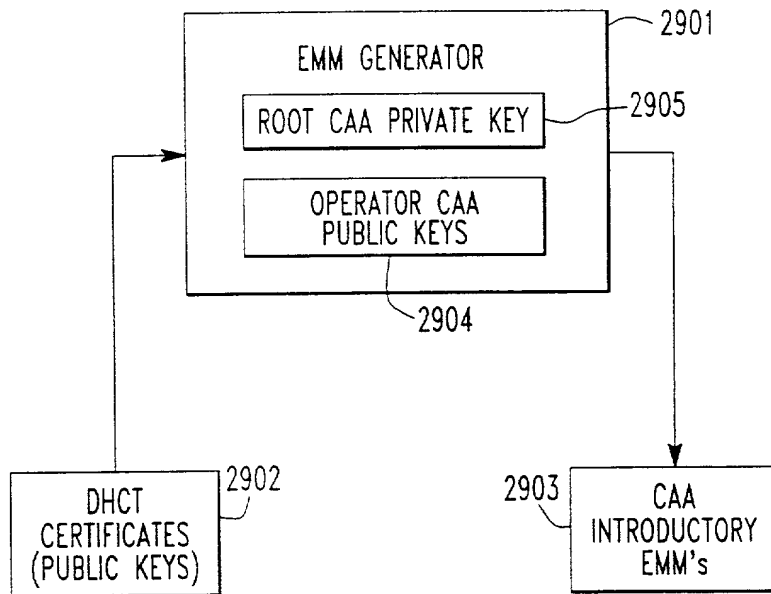 2901
EMM GENERATOR
ROOT CAA PRIVATE KEY
2905
OPERATOR CAA
PUBLIC KEYS
2904
2902
DHCT
CERTIFICATES
(PUBLIC KEYS)
2903
CAA
INTRODUCTORY
EMM's